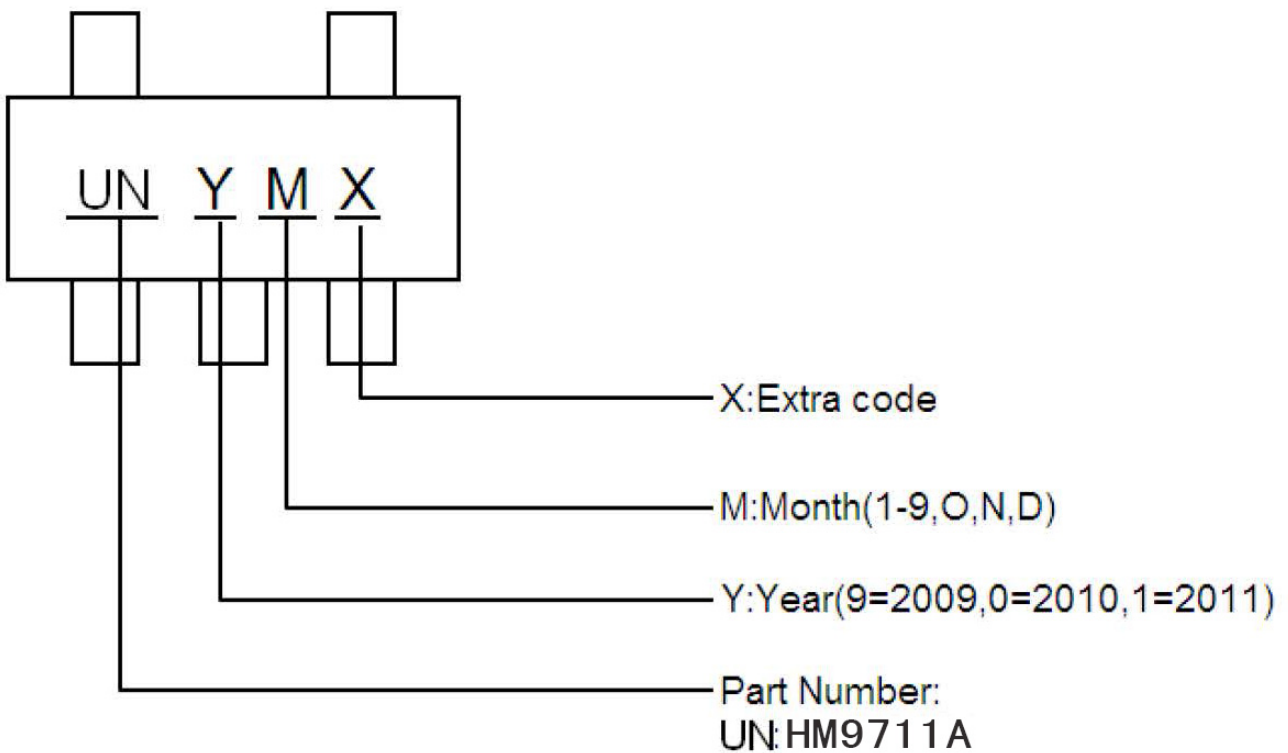 UN Y M X
X:Extra code
M:Month(1-9,O,N,D)
Y:Year(9=2009,0=2010,1=2011)
Part Number:
UN:HM9711A